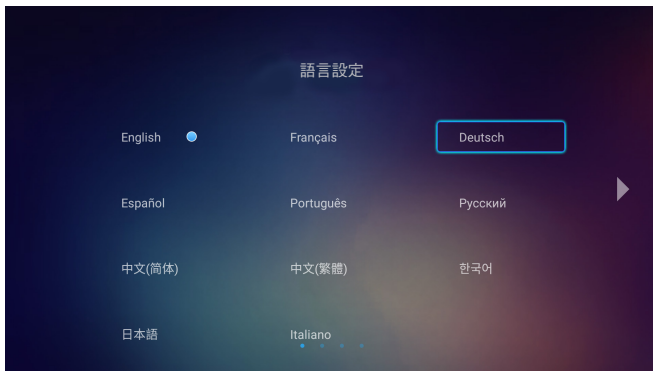 語言設定
English Français Deutsch
Español Português Русский
中文(简体) 中文(繁體) 한국어
日本語 Italiano